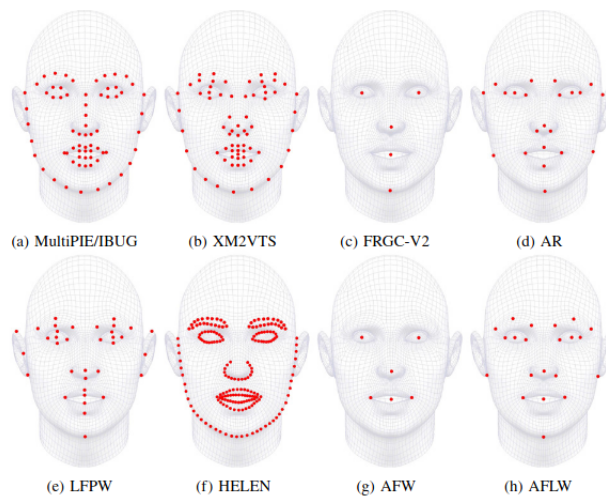 (a) MultiPIE/IBUG (b) XM2VTS (c) FRGC-V2 (d) AR
(e) LFPW (f) HELEN (g) AFW (h) AFLW